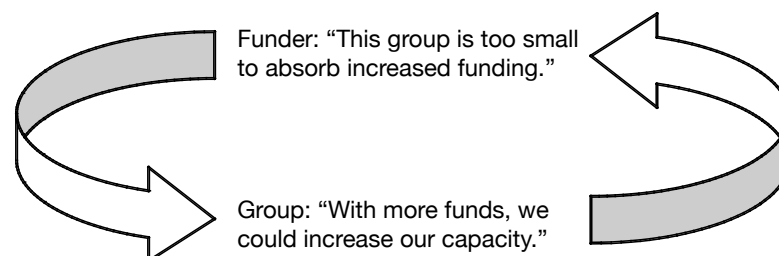 Funder: “This group is too small
to absorb increased funding.”
Group: “With more funds, we
could increase our capacity.”